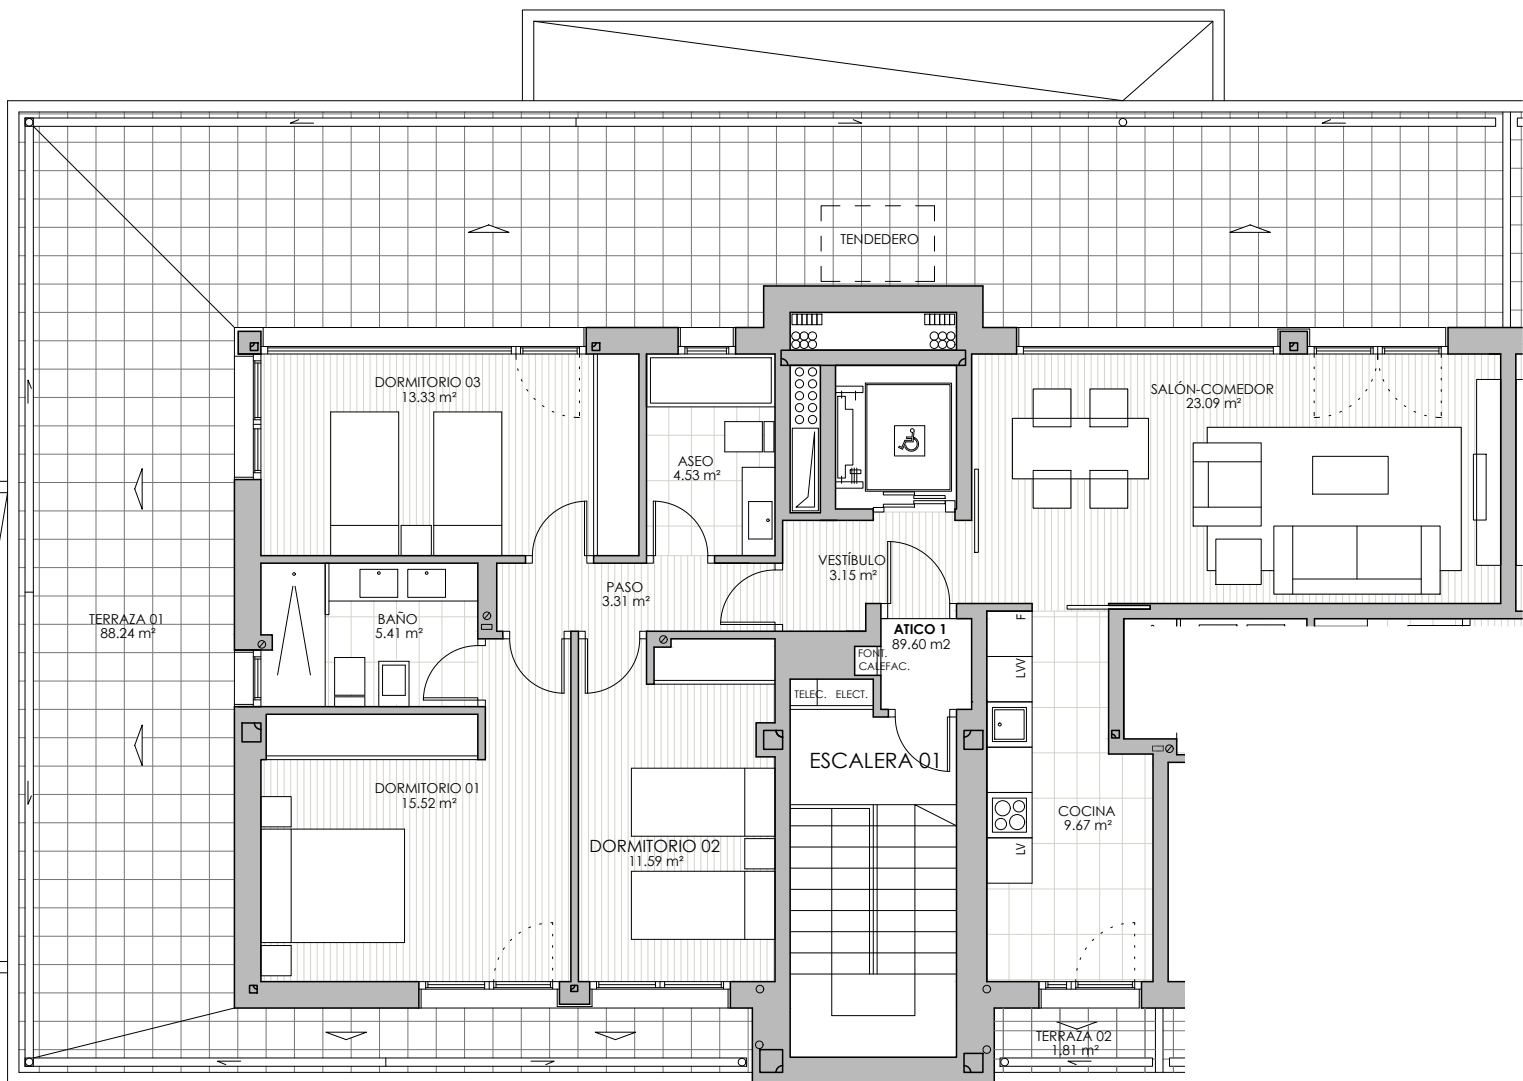 TENDEDERO
DORMITORIO 03
13.33 m²
SALÓN-COMEDOR
23.09 m²
ASEO
4.53 m²
VESTÍBULO
3.15 m²
PASO
3.31 m²
TERRAZA 01
88.24 m²
BAÑO
5.41 m²
ATICO 1
89.60 m2
FONT.
CALEFAC.
F
LVV
TELEC. ELECT.
ESCALERA 01
DORMITORIO 01
15.52 m²
COCINA
9.67 m²
DORMITORIO 02
11.59 m²
LV
TERRAZA 02
1.81 m²